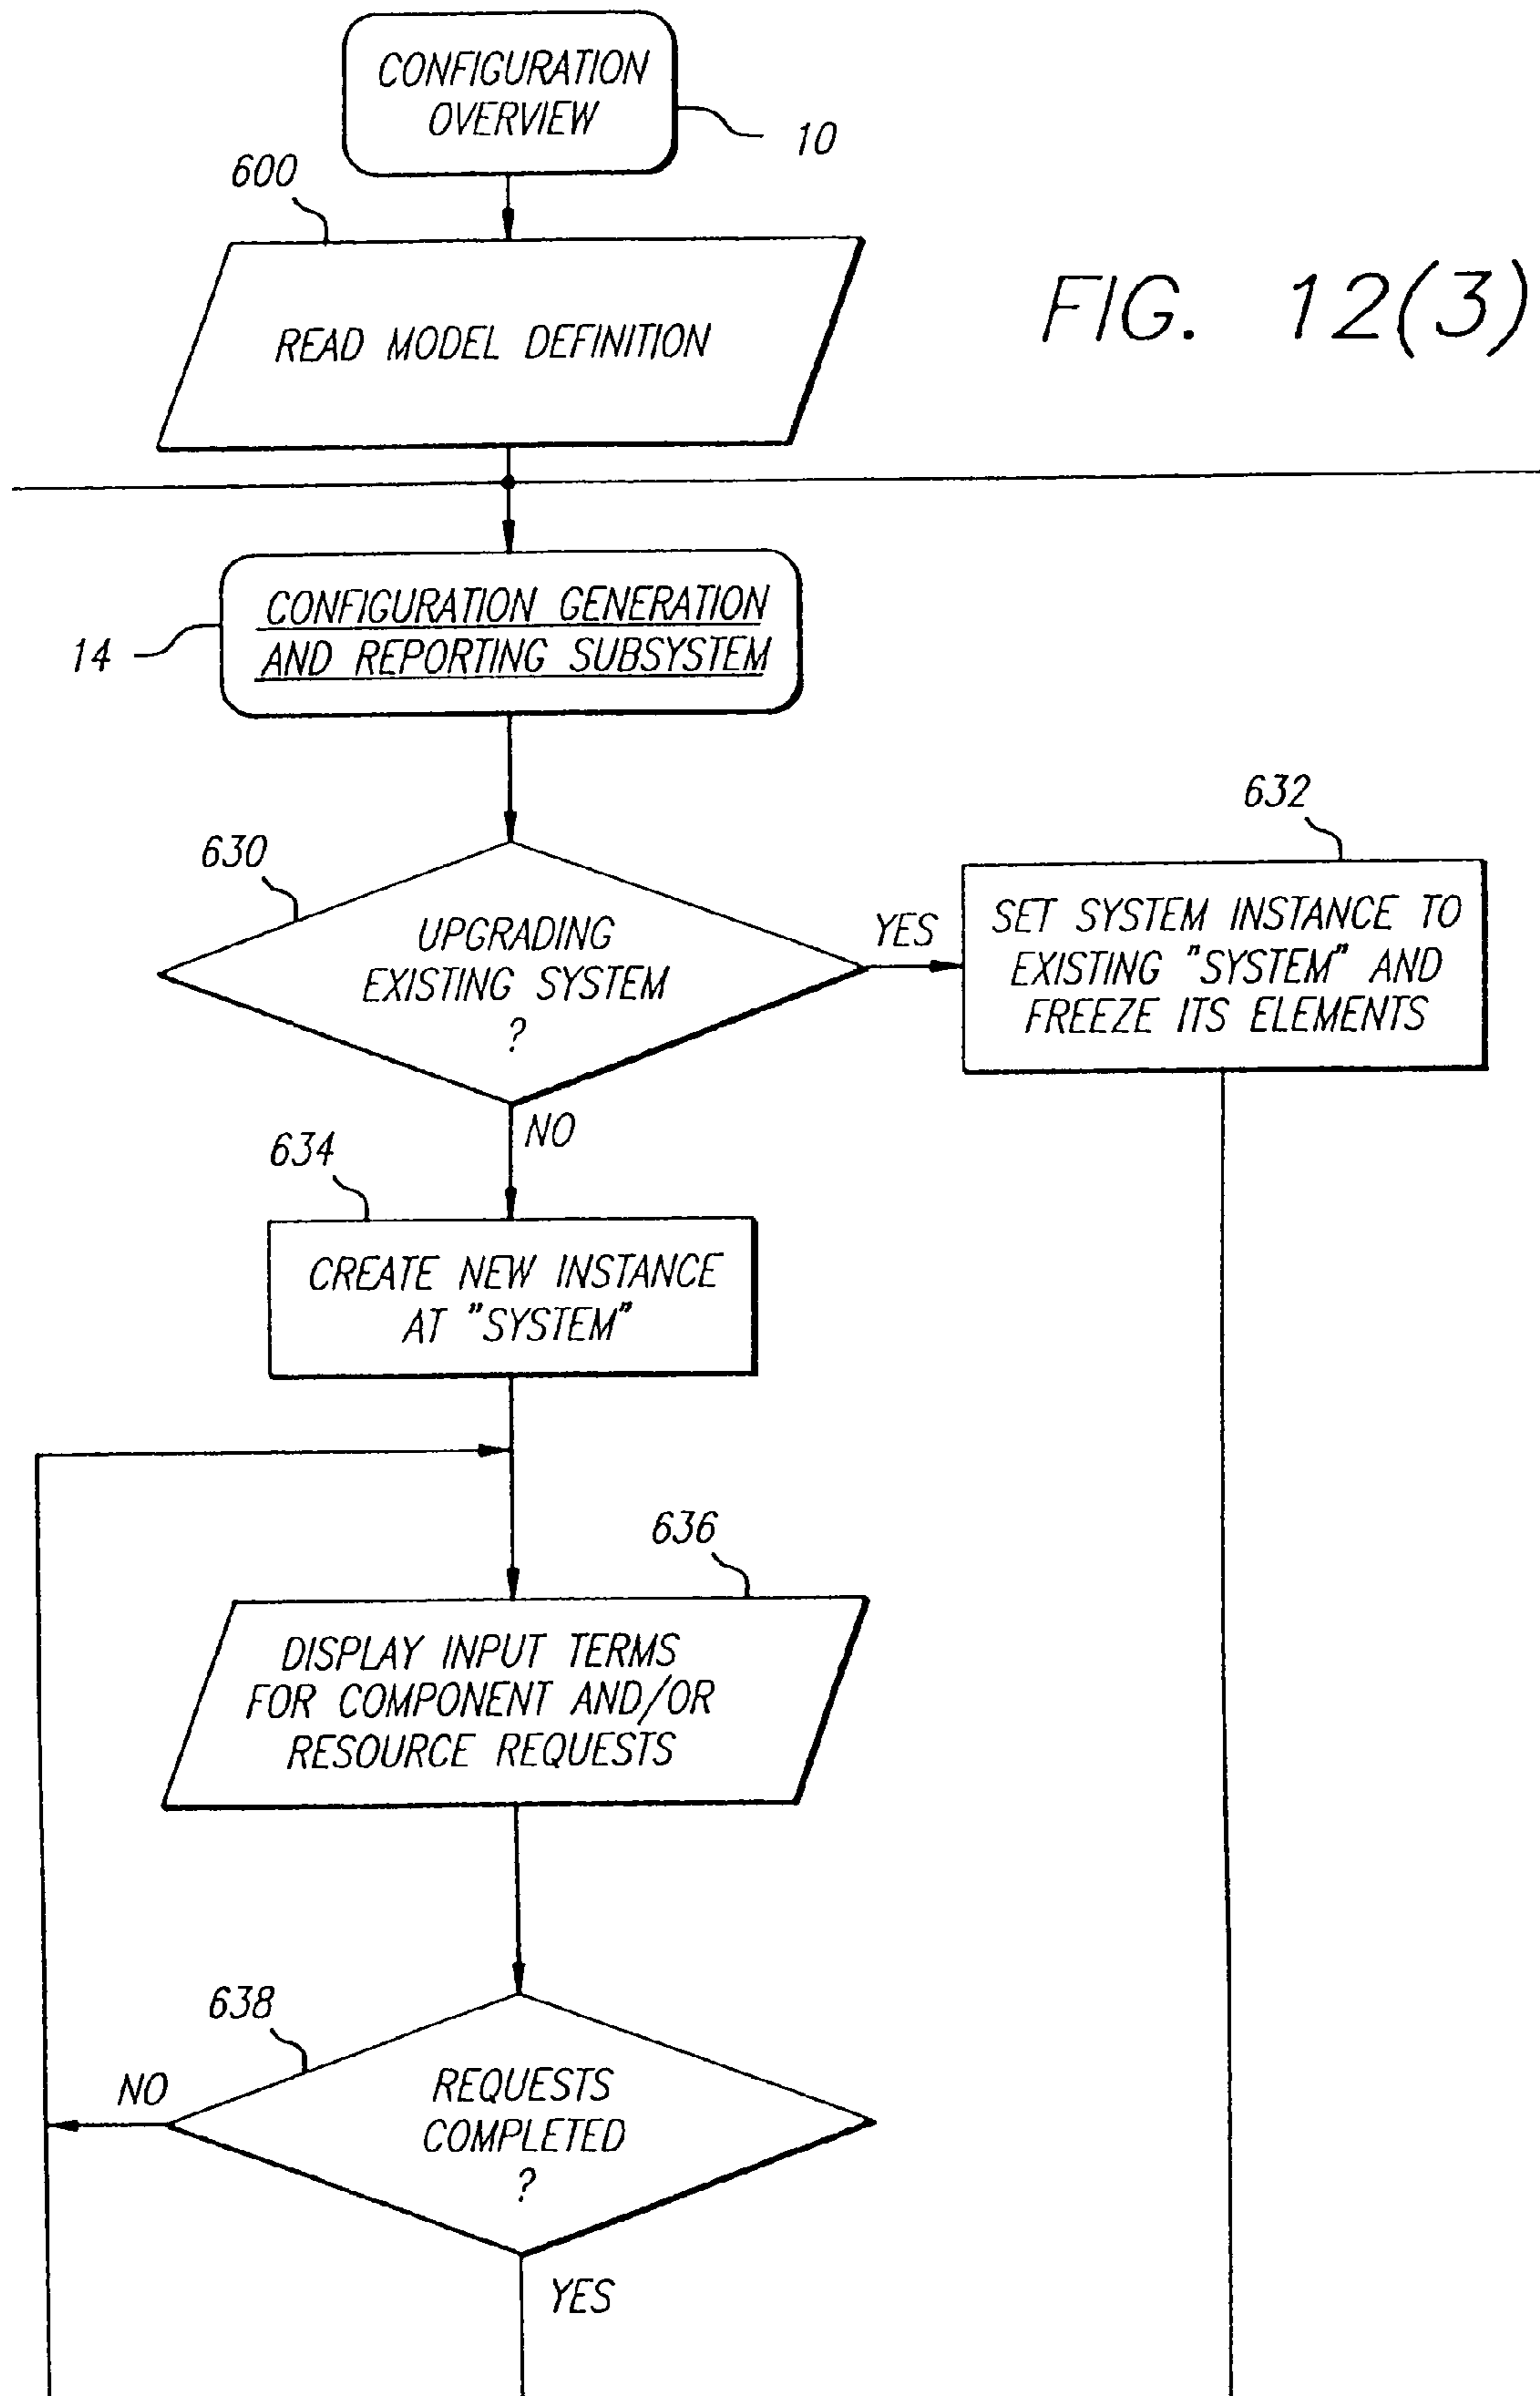 CONFIGURATION
OVERVIEW
10
600
READ MODEL DEFINITION
FIG. 12(3)
CONFIGURATION GENERATION
AND REPORTING SUBSYSTEM
14
630
UPGRADING
EXISTING SYSTEM
?
YES
632
SET SYSTEM INSTANCE TO
EXISTING "SYSTEM" AND
FREEZE ITS ELEMENTS
NO
634
CREATE NEW INSTANCE
AT "SYSTEM"
636
DISPLAY INPUT TERMS
FOR COMPONENT AND/OR
RESOURCE REQUESTS
638
NO
REQUESTS
COMPLETED
?
YES